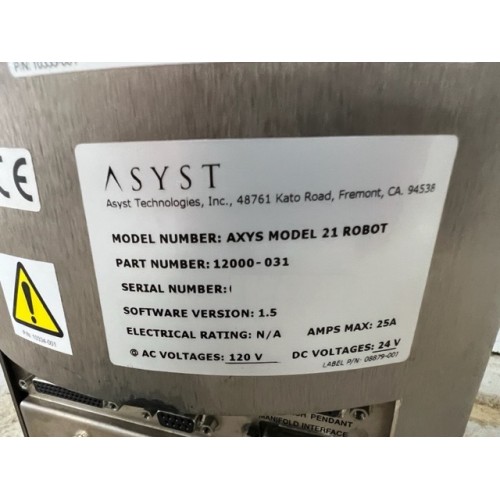 CE
ASYST
Asyst Technologies, Inc., 48761 Kato Road, Fremont, CA. 94538
MODEL NUMBER: AXYS MODEL 21 ROBOT
PART NUMBER: 12000-031
SERIAL NUMBER:
SOFTWARE VERSION: 1.5
ELECTRICAL RATING: N/A
AMPS MAX: 25A
AC VOLTAGES: 120 V
DC VOLTAGES: 24 V
LABEL P/N: 08879-001
PENDANT
MANIFOLD INTERFACE